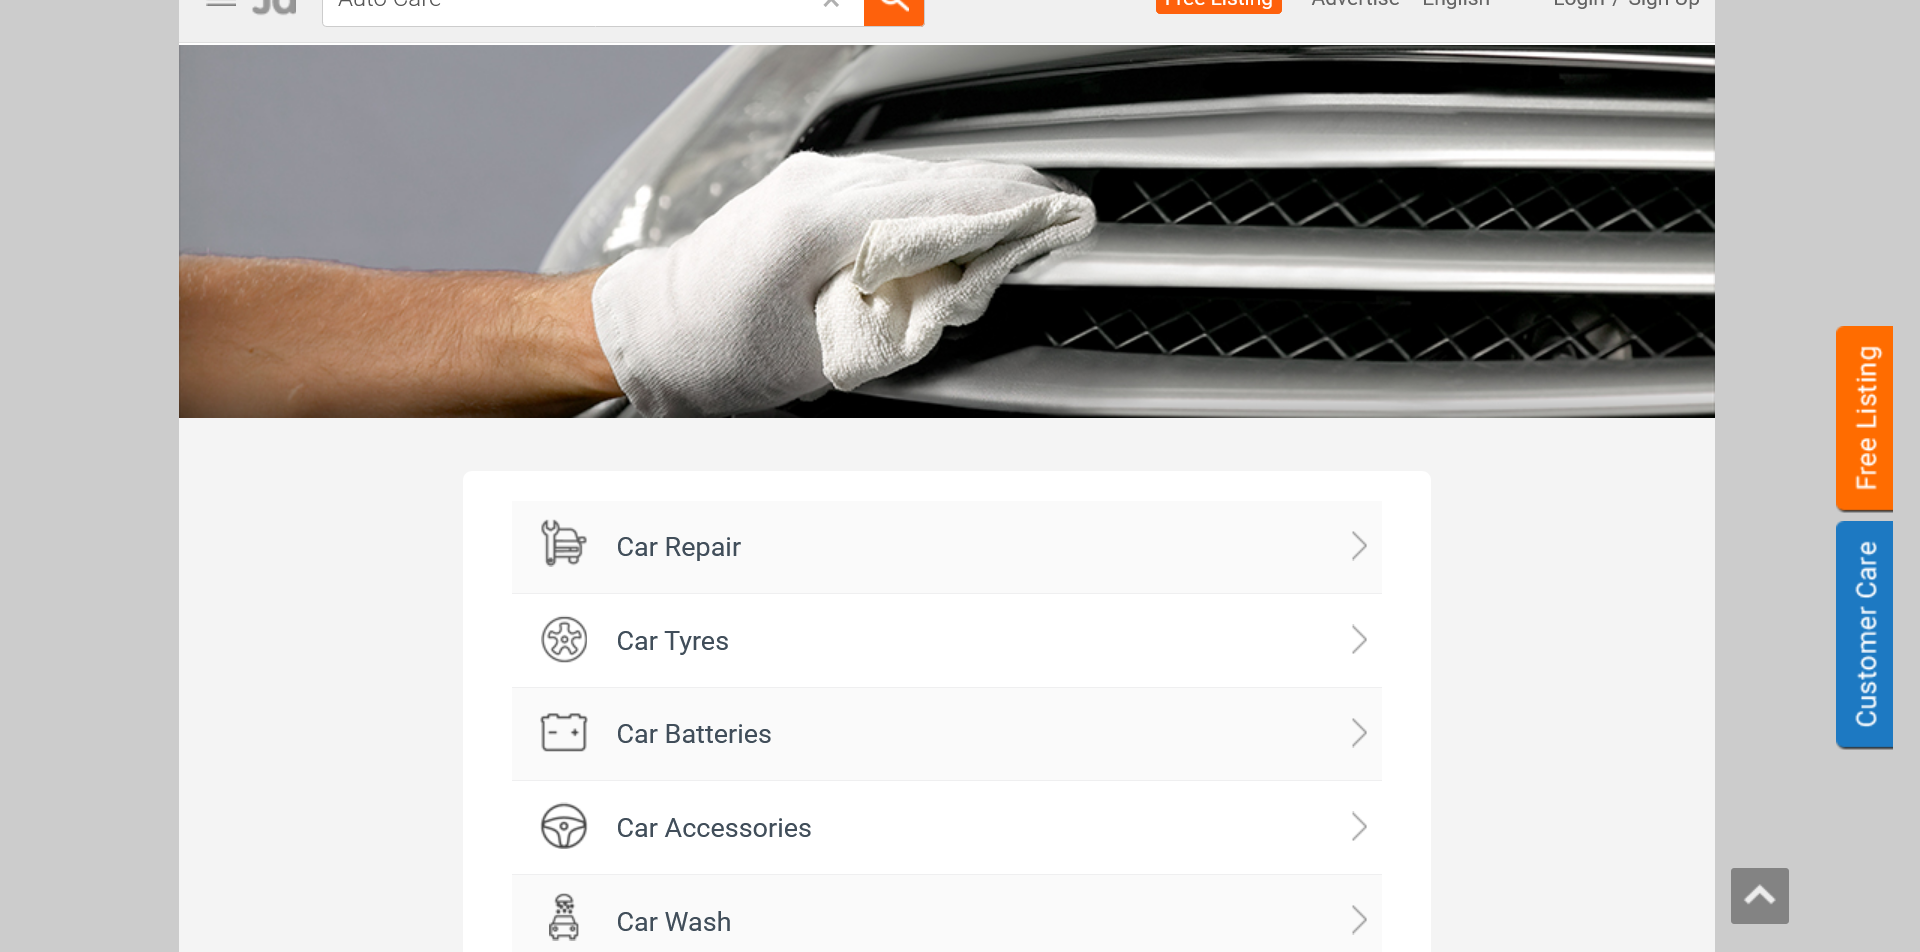 Jd
Auto Care
Free Listing
Advertise
English
Login / Sign Up
Car Repair
Car Tyres
Car Batteries
Car Accessories
Car Wash
Free Listing
Customer Care